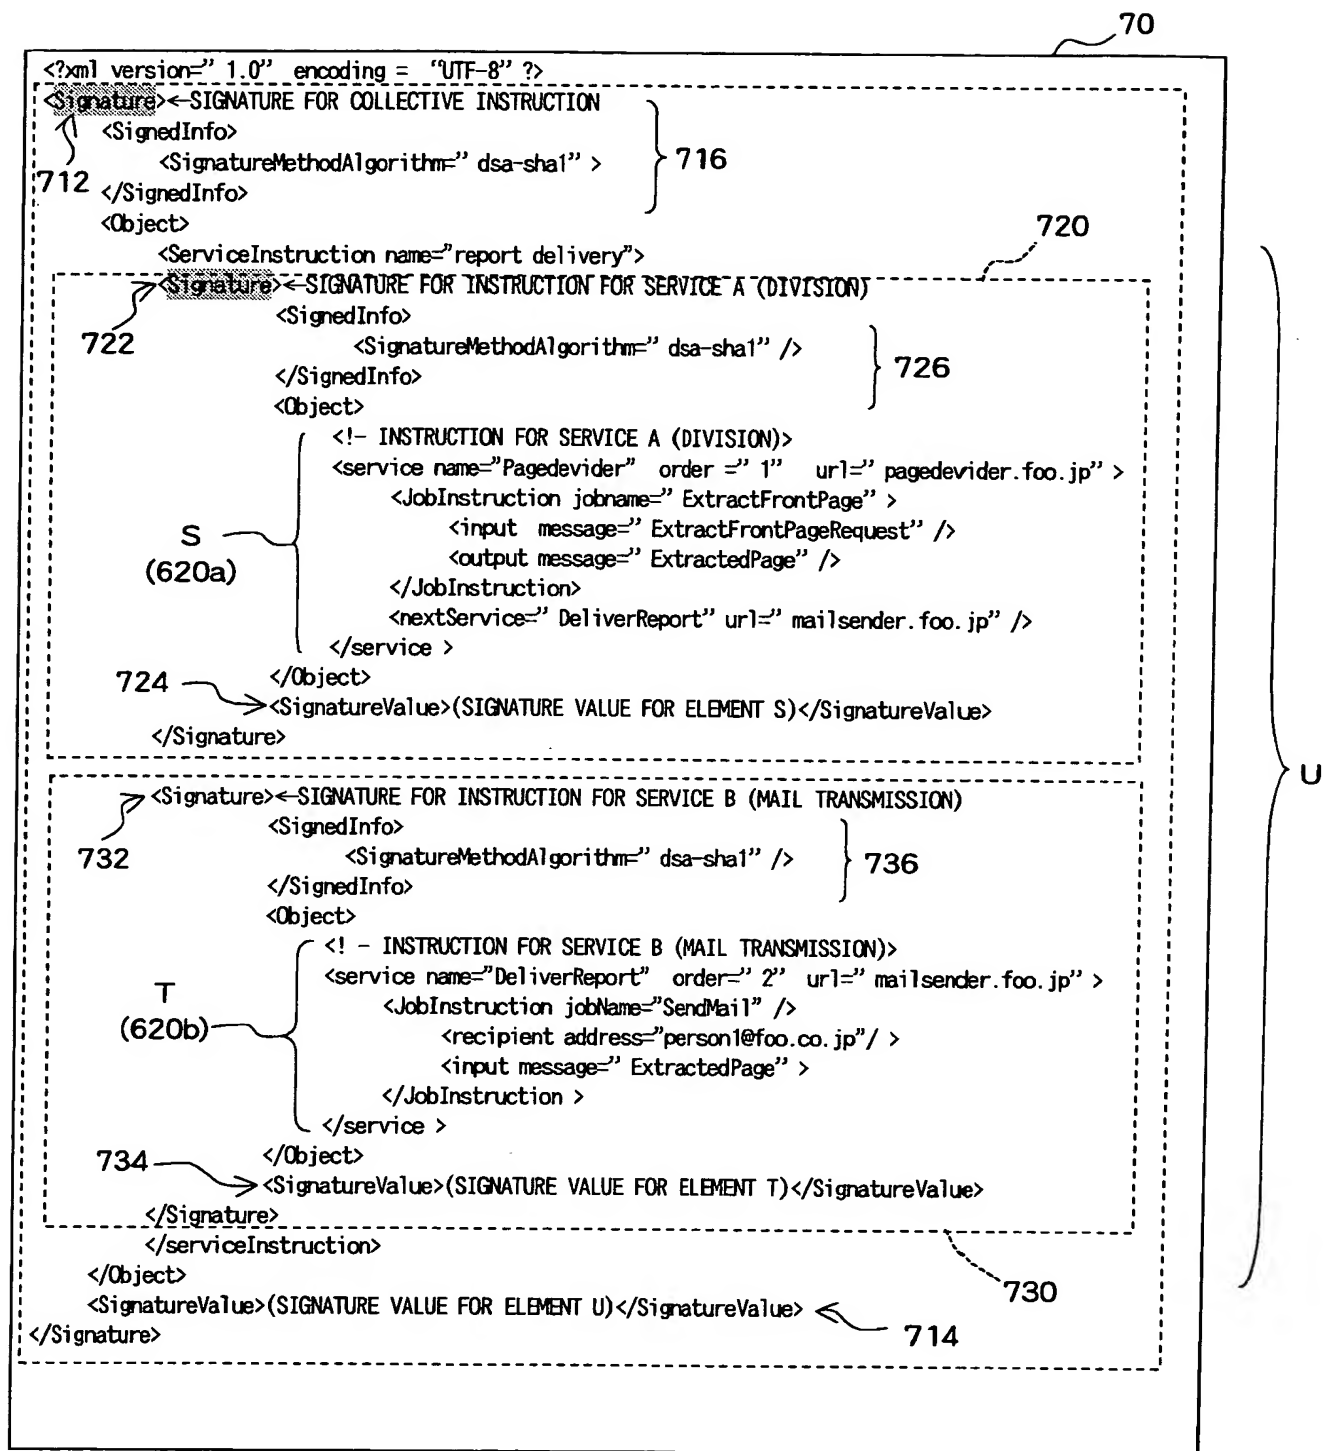 70
<?xml version=” 1.0” encoding = “UTF-8” ?>
<Signature>←SIGNATURE FOR COLLECTIVE INSTRUCTION
<SignedInfo>
<SignatureMethodAlgorithm=” dsa-sha1” >
716
712
</SignedInfo>
<Object>
720
<ServiceInstruction name=”report delivery”>
<Signature>←SIGNATURE FOR INSTRUCTION FOR SERVICE A (DIVISION)
<SignedInfo>
722
<SignatureMethodAlgorithm=” dsa-sha1” />
726
</SignedInfo>
<Object>
<!- INSTRUCTION FOR SERVICE A (DIVISION)>
<service name=”Pagedevider” order =” 1” url=” pagedevider.foo.jp” >
<JobInstruction jobname=” ExtractFrontPage” >
<input message=” ExtractFrontPageRequest” />
S
<output message=” ExtractedPage” />
(620a)
</JobInstruction>
<nextService=” DeliverReport” url=” mailsender.foo.jp” />
</service >
</Object>
724
<SignatureValue>(SIGNATURE VALUE FOR ELEMENT S)</SignatureValue>
</Signature>
U
<Signature>←SIGNATURE FOR INSTRUCTION FOR SERVICE B (MAIL TRANSMISSION)
<SignedInfo>
732
<SignatureMethodAlgorithm=” dsa-sha1” />
736
</SignedInfo>
<Object>
<! - INSTRUCTION FOR SERVICE B (MAIL TRANSMISSION)>
<service name=”DeliverReport” order=” 2” url=” mailsender.foo.jp” >
T
<JobInstruction jobName=”SendMail” />
(620b)
<recipient address=”person1@foo.co.jp”/ >
<input message=” ExtractedPage” >
</JobInstruction >
</service >
</Object>
734
<SignatureValue>(SIGNATURE VALUE FOR ELEMENT T)</SignatureValue>
</Signature>
</serviceInstruction>
</Object>
730
<SignatureValue>(SIGNATURE VALUE FOR ELEMENT U)</SignatureValue>
714
</Signature>